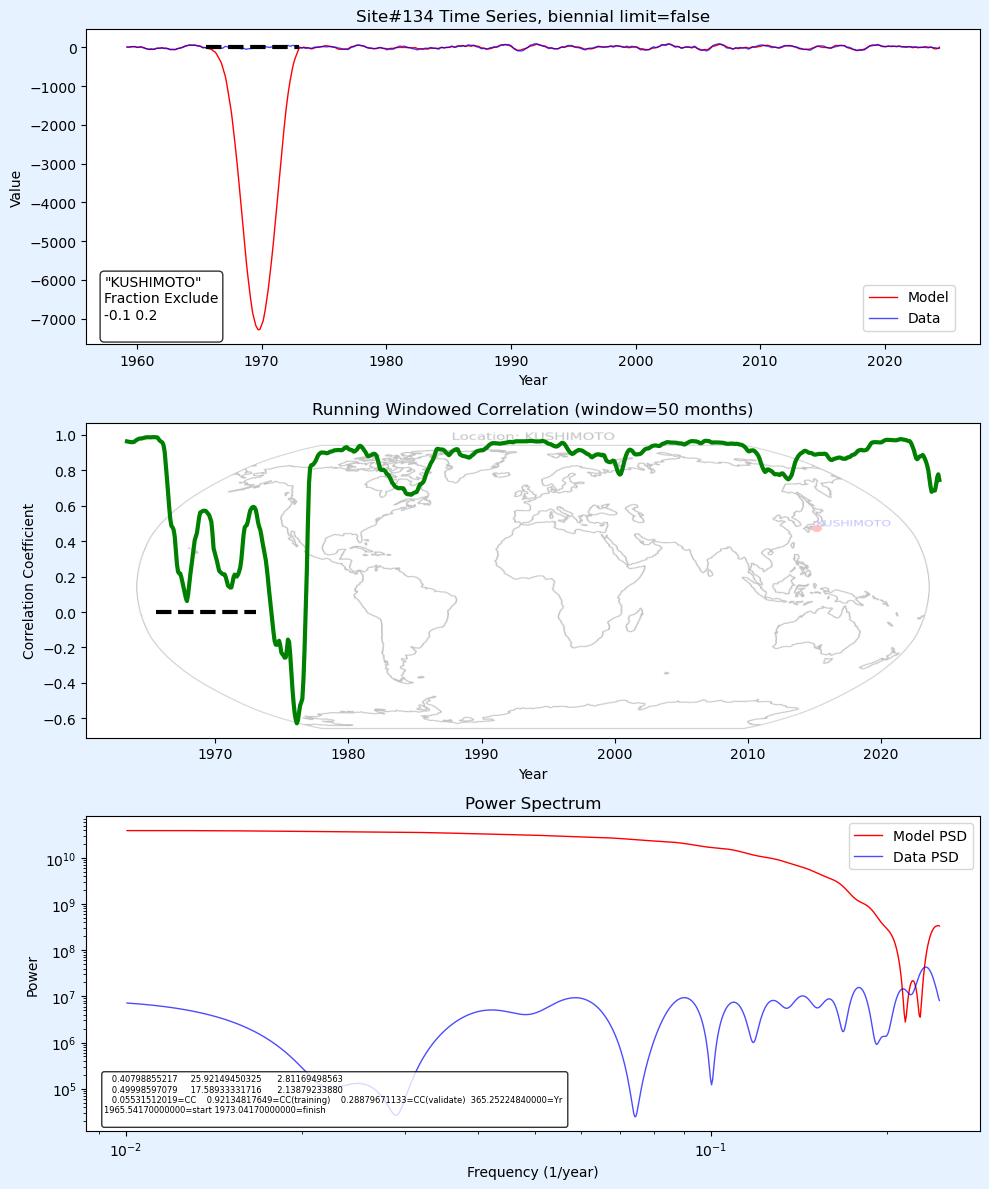 Site#134 Time Series, biennial limit=false
0
−1000
−2000
−3000
−4000
−5000
−6000
−7000
Value
"KUSHIMOTO"
Fraction Exclude
-0.1 0.2
Model
Data
1960
1970
1980
1990
2000
2010
2020
Year
Running Windowed Correlation (window=50 months)
Location: KUSHIMOTO
KUSHIMOTO
1.0
0.8
0.6
0.4
0.2
0.0
−0.2
−0.4
−0.6
Correlation Coefficient
1970
1980
1990
2000
2010
2020
Year
Power Spectrum
Model PSD
Data PSD
10^10
10^9
10^8
10^7
10^6
10^5
Power
0.40798855217 25.92149450325 2.81169498563
0.49998597079 17.58933331716 2.13879233880
0.05531512019=CC 0.92134817649=CC(training) 0.28879671133=CC(validate) 365.25224840000=Yr
1965.54170000000=start 1973.04170000000=finish
10^−2
10^−1
Frequency (1/year)